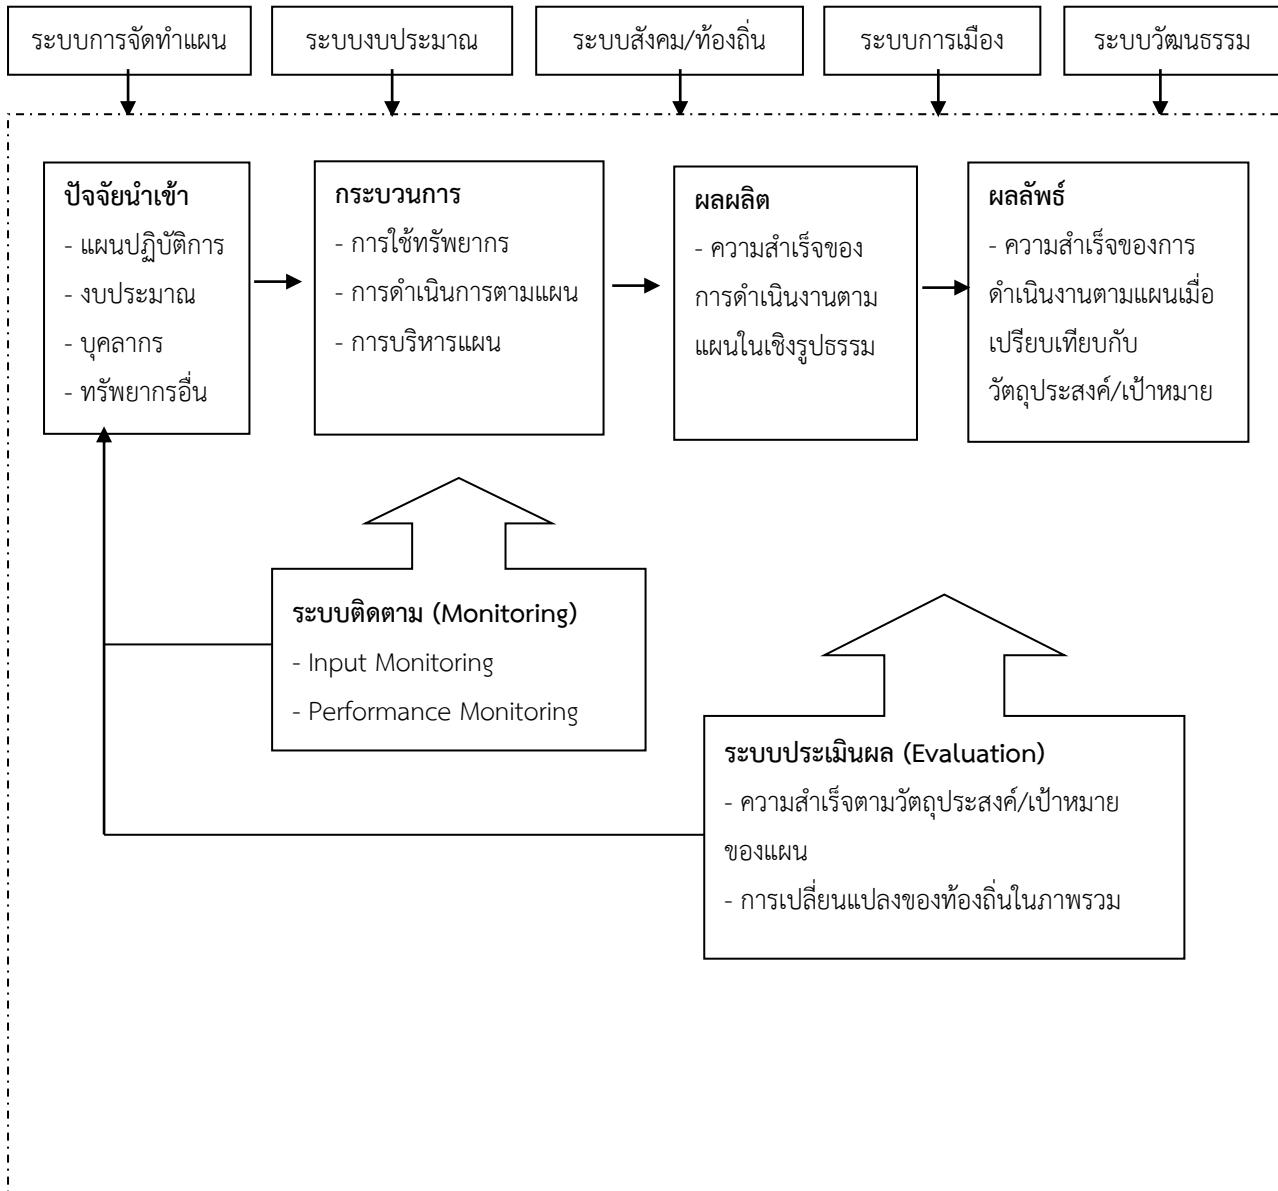 ระบบการจัดทำแผน
ระบบงบประมาณ
ระบบสังคม/ท้องถิ่น
ระบบการเมือง
ระบบวัฒนธรรม
ปัจจัยนำเข้า
- แผนปฏิบัติการ
- งบประมาณ
- บุคลากร
- ทรัพยากรอื่น
กระบวนการ
- การใช้ทรัพยากร
- การดำเนินการตามแผน
- การบริหารแผน
ผลผลิต
- ความสำเร็จของ
การดำเนินงานตาม
แผนในเชิงรูปธรรม
ผลลัพธ์
- ความสำเร็จของการ
ดำเนินงานตามแผนเมื่อ
เปรียบเทียบกับ
วัตถุประสงค์/เป้าหมาย
ระบบติดตาม (Monitoring)
- Input Monitoring
- Performance Monitoring
ระบบประเมินผล (Evaluation)
- ความสำเร็จตามวัตถุประสงค์/เป้าหมาย
ของแผน
- การเปลี่ยนแปลงของท้องถิ่นในภาพรวม